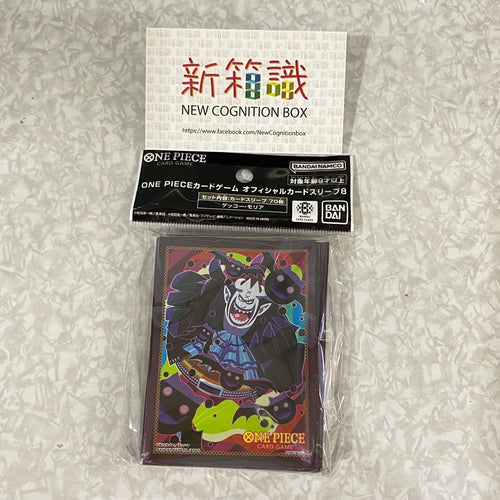 新箱識
NEW COGNITION BOX
https://www.facebook.com/NewCognitionbox
ONE PIECE
CARD GAME
BANDAI NAMCO
対象年齢9才以上
ONE PIECEカードゲーム オフィシャルカードスリーブ8
セット内容:カードスリーブ 70枚
ゲッコー・モリア
MADE IN JAPAN
BAN
DAI
ONE PIECE
CARD GAME